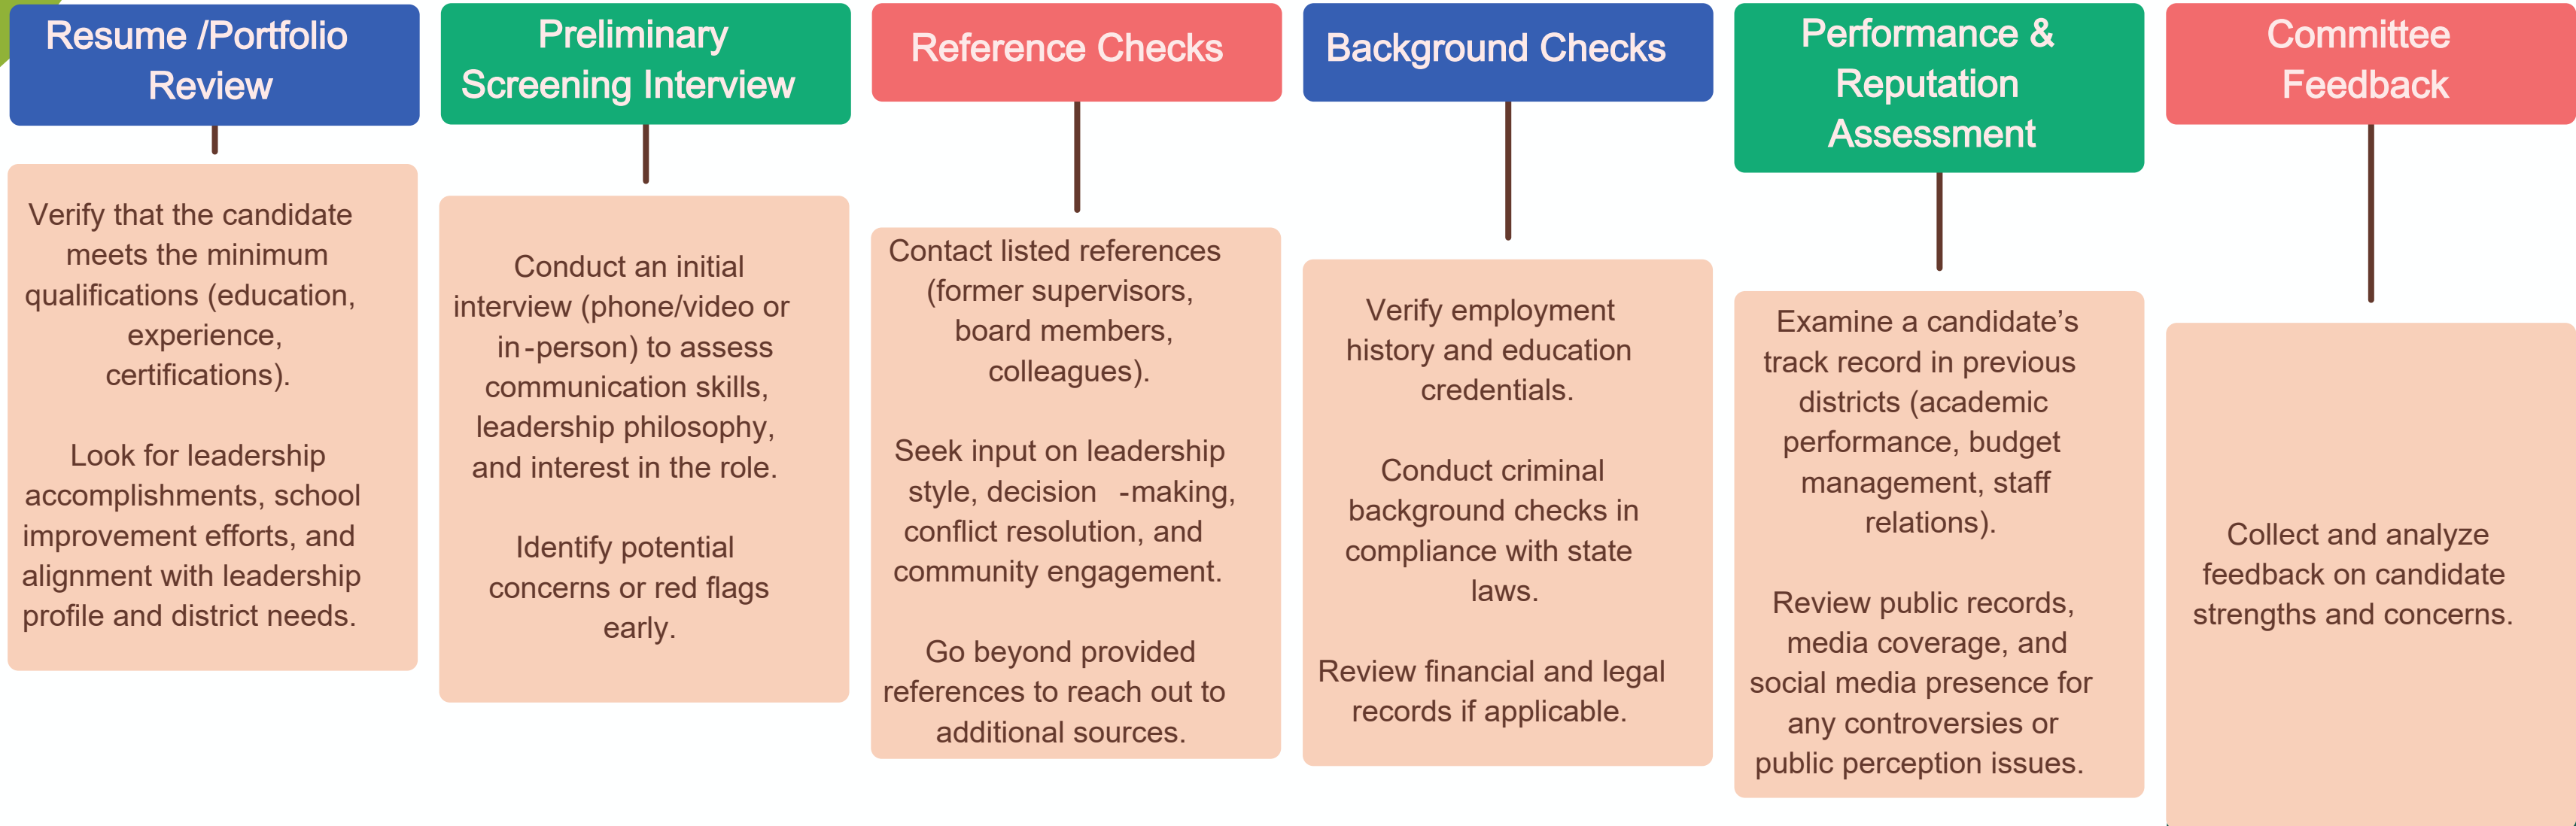 Resume /Portfolio
Review
Verify that the candidate
meets the minimum
qualifications (education,
experience,
certifications).
Look for leadership
accomplishments, school
improvement efforts, and
alignment with leadership
profile and district needs.
Preliminary
Screening Interview
Conduct an initial
interview (phone/video or
in-person) to assess
communication skills,
leadership philosophy,
and interest in the role.
Identify potential
concerns or red flags
early.
Reference Checks
Contact listed references
(former supervisors,
board members,
colleagues).
Seek input on leadership
style, decision -making,
conflict resolution, and
community engagement.
Go beyond provided
references to reach out to
additional sources.
Background Checks
Verify employment
history and education
credentials.
Conduct criminal
background checks in
compliance with state
laws.
Review financial and legal
records if applicable.
Performance &
Reputation
Assessment
Examine a candidate’s
track record in previous
districts (academic
performance, budget
management, staff
relations).
Review public records,
media coverage, and
social media presence for
any controversies or
public perception issues.
Committee
Feedback
Collect and analyze
feedback on candidate
strengths and concerns.